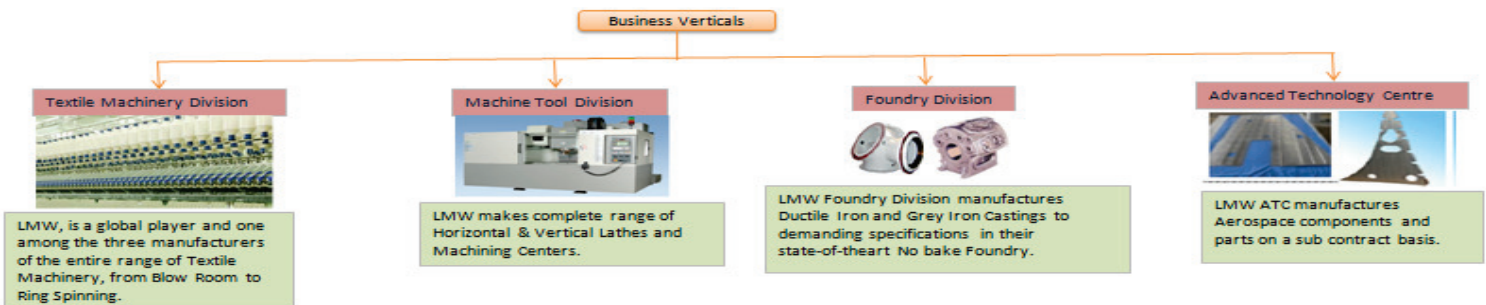 Business Verticals
Textile Machinery Division
Machine Tool Division
Foundry Division
Advanced Technology Centre
LMW, is a global player and one
among the three manufacturers
of the entire range of Textile
Machinery, from Blow Room to
Ring Spinning.
LMW makes complete range of
Horizontal & Vertical Lathes and
Machining Centers.
LMW Foundry Division manufactures
Ductile Iron and Grey Iron Castings to
demanding specifications in their
state-of-theart No bake Foundry.
LMW ATC manufactures
Aerospace components and
parts on a sub contract basis.